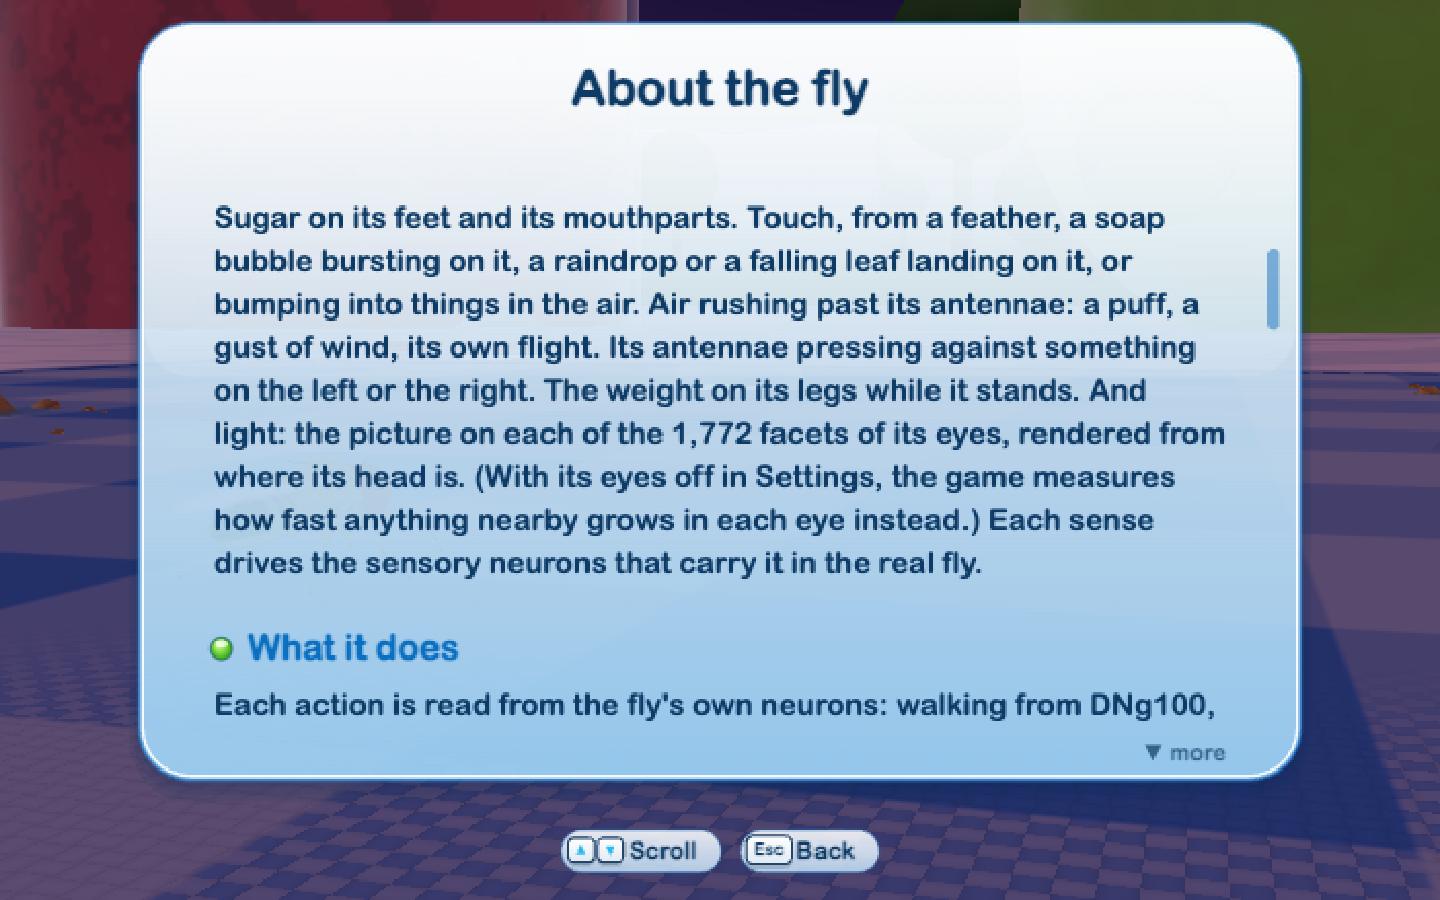 About the fly
Sugar on its feet and its mouthparts. Touch, from a feather, a soap
bubble bursting on it, a raindrop or a falling leaf landing on it, or
bumping into things in the air. Air rushing past its antennae: a puff, a
gust of wind, its own flight. Its antennae pressing against something
on the left or the right. The weight on its legs while it stands. And
light: the picture on each of the 1,772 facets of its eyes, rendered from
where its head is. (With its eyes off in Settings, the game measures
how fast anything nearby grows in each eye instead.) Each sense
drives the sensory neurons that carry it in the real fly.
What it does
Each action is read from the fly's own neurons: walking from DNg100,
▼ more
▲ ▼ Scroll
Esc Back